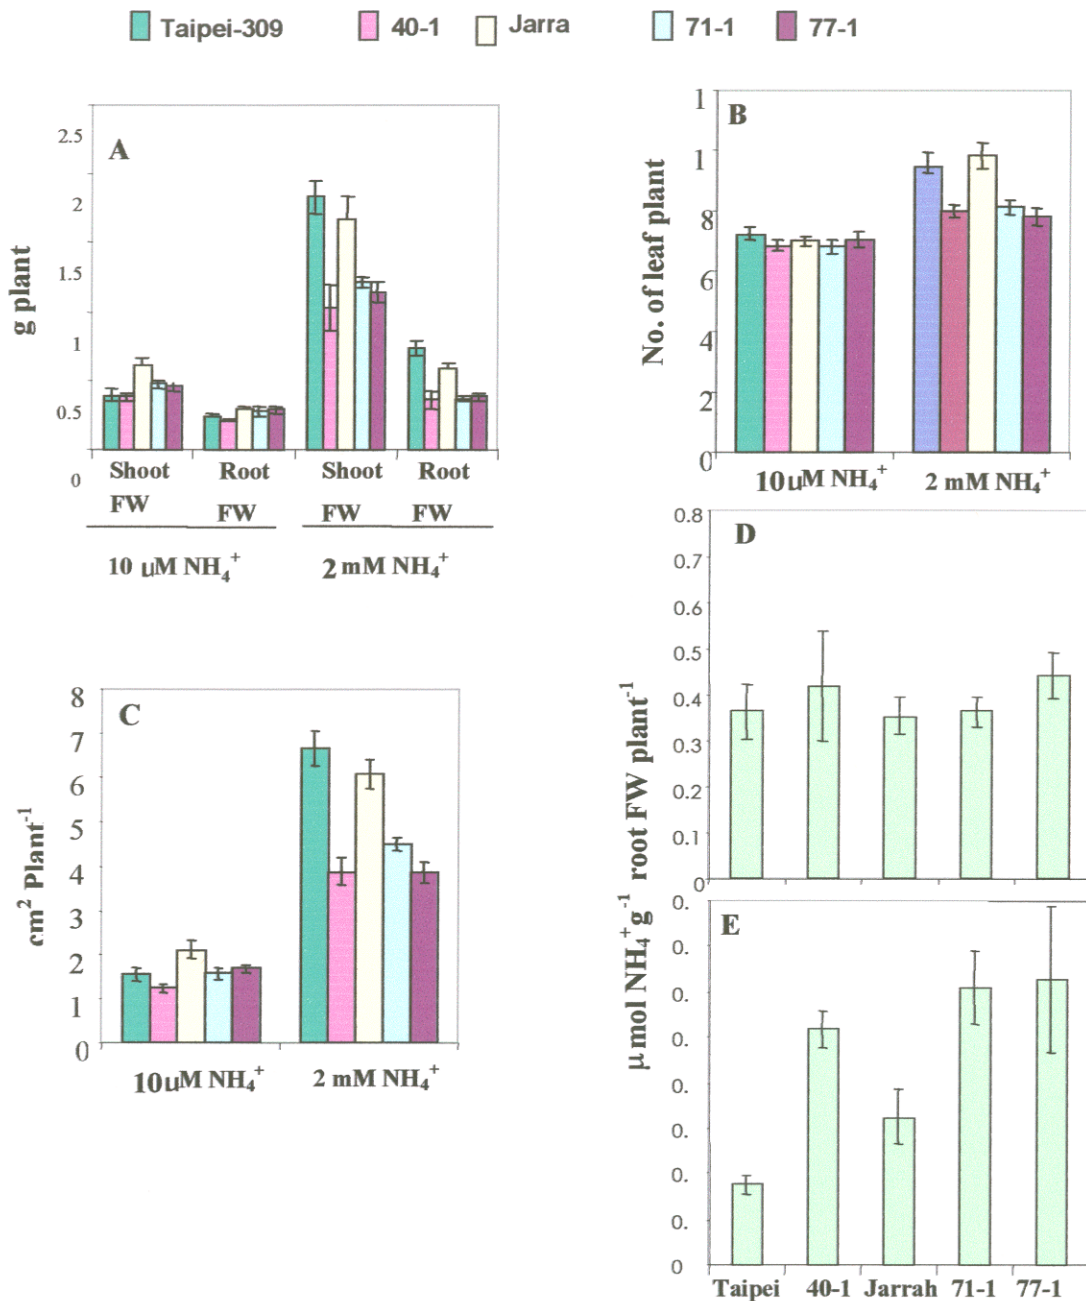 Taipei-309 40-1 Jarra 71-1 77-1
A
2.5
2
1.5
1
0.5
0
g plant
Shoot Root Shoot Root
FW FW FW FW
10 µM NH₄⁺ 2 mM NH₄⁺
B
1
1
8
6
4
2
0
No. of leaf plant
10µM NH₄⁺ 2 mM NH₄⁺
C
8
7
6
5
4
3
2
1
0
cm² Plant⁻¹
10µM NH₄⁺ 2 mM NH₄⁺
D
0.8
0.7
0.6
0.5
0.4
0.3
0.2
0.1
0
µ mol NH₄⁺g⁻¹ root FW plant⁻¹
E
0.
0.
0.
0.
0.
0.
0.
0.
0
Taipei 40-1 Jarrah 71-1 77-1